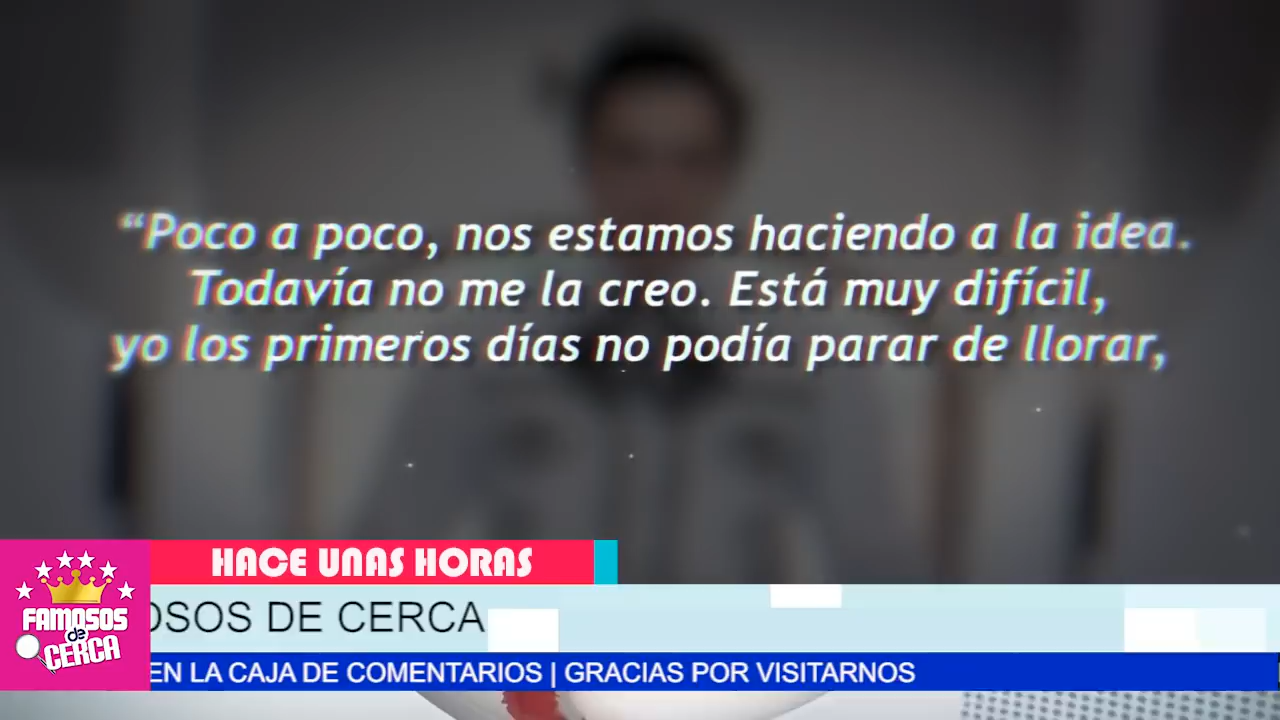 “Poco a poco, nos estamos haciendo a la idea.
Todavía no me la creo. Está muy difícil,
yo los primeros días no podía parar de llorar,
HACE UNAS HORAS
OSOS DE CERCA
FAMOSOS
de
CERCA
EN LA CAJA DE COMENTARIOS | GRACIAS POR VISITARNOS